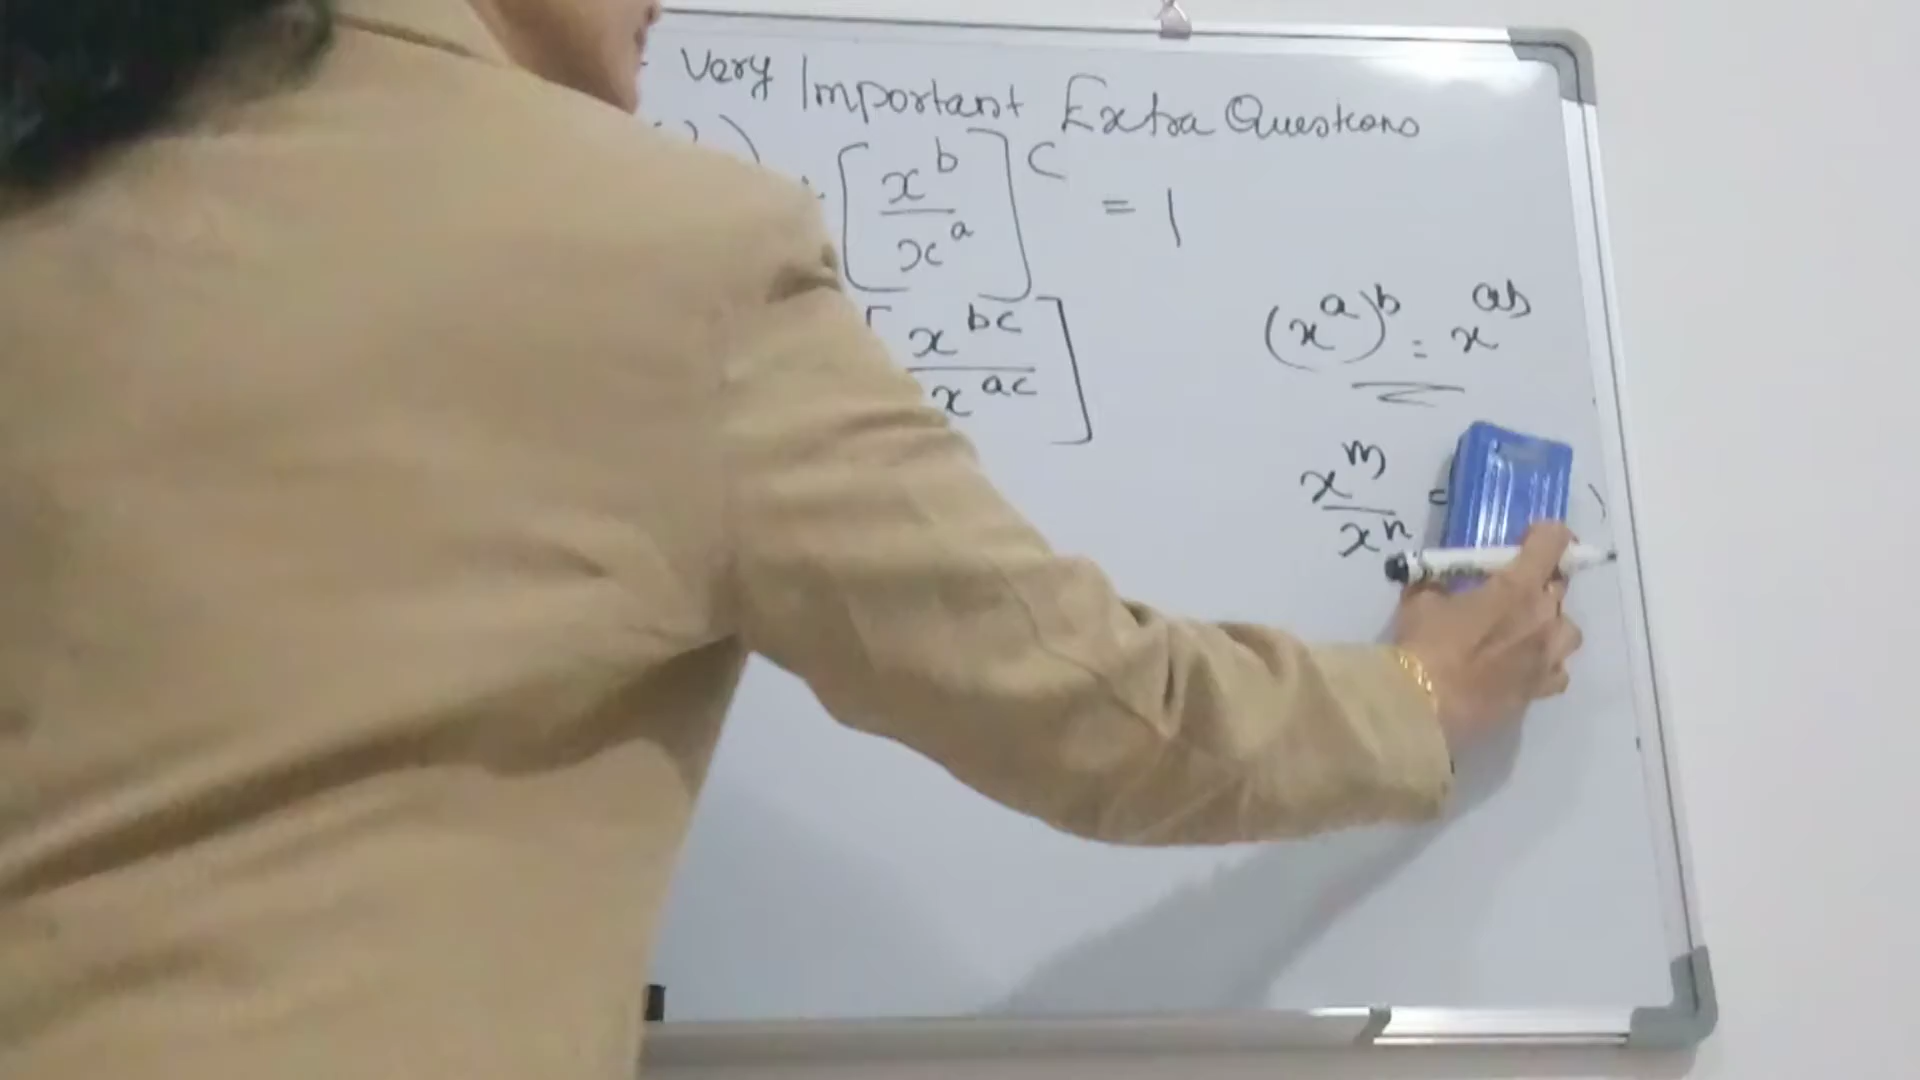 Very Important Extra Questions
[x^b / x^a]^c = 1
[x^bc / x^ac]
(x^a)^b = x^ab
x^m / x^n =